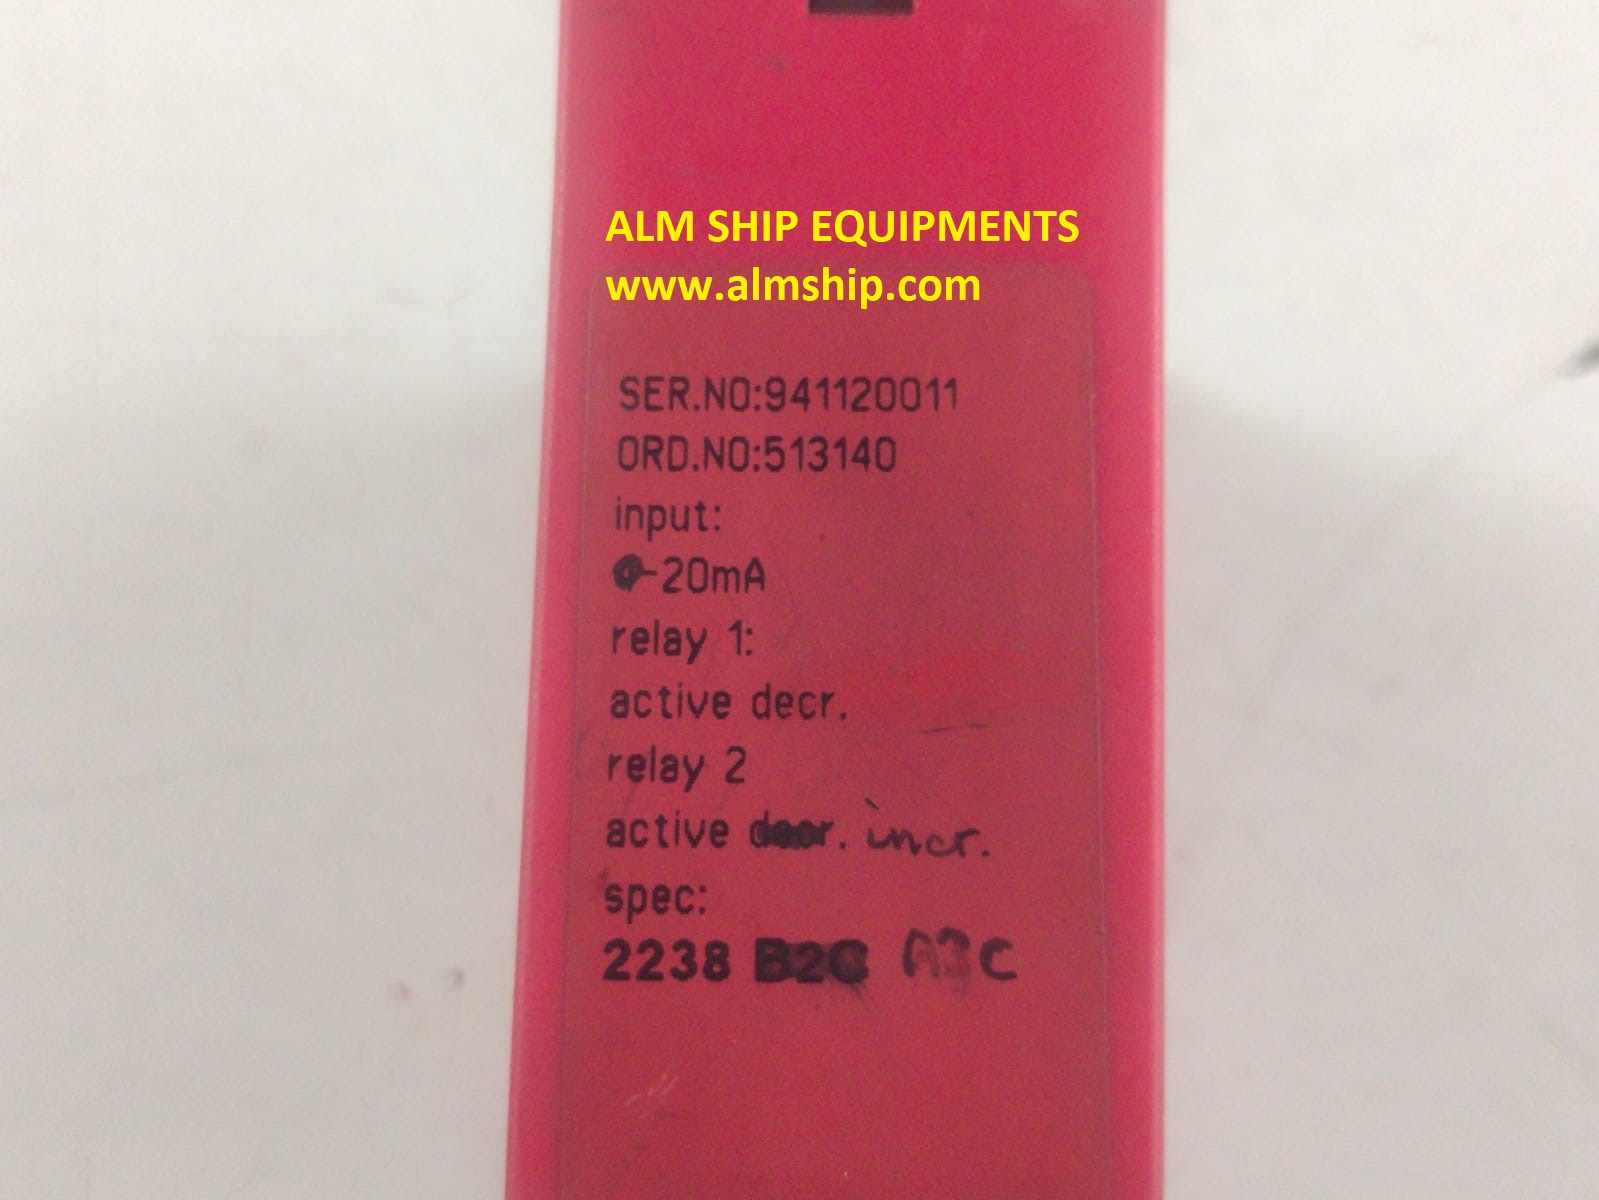 ALM SHIP EQUIPMENTS
www.almship.com
SER.NO:941120011
ORD.NO:513140
input:
-20mA
relay 1:
active decr.
relay 2
active decr. incr.
spec:
2238 B2C A3C